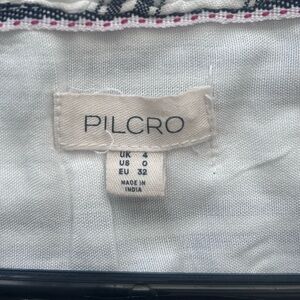 PILCRO
UK 4
US 0
EU 32
MADE IN
INDIA